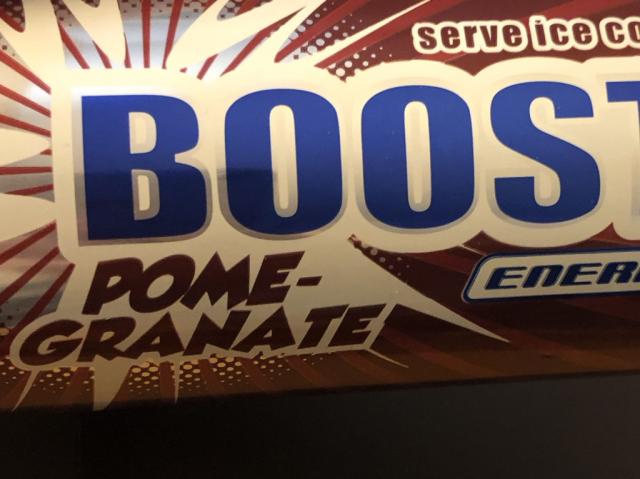 serve ice co
BOOST
ENER
POME-
GRANATE